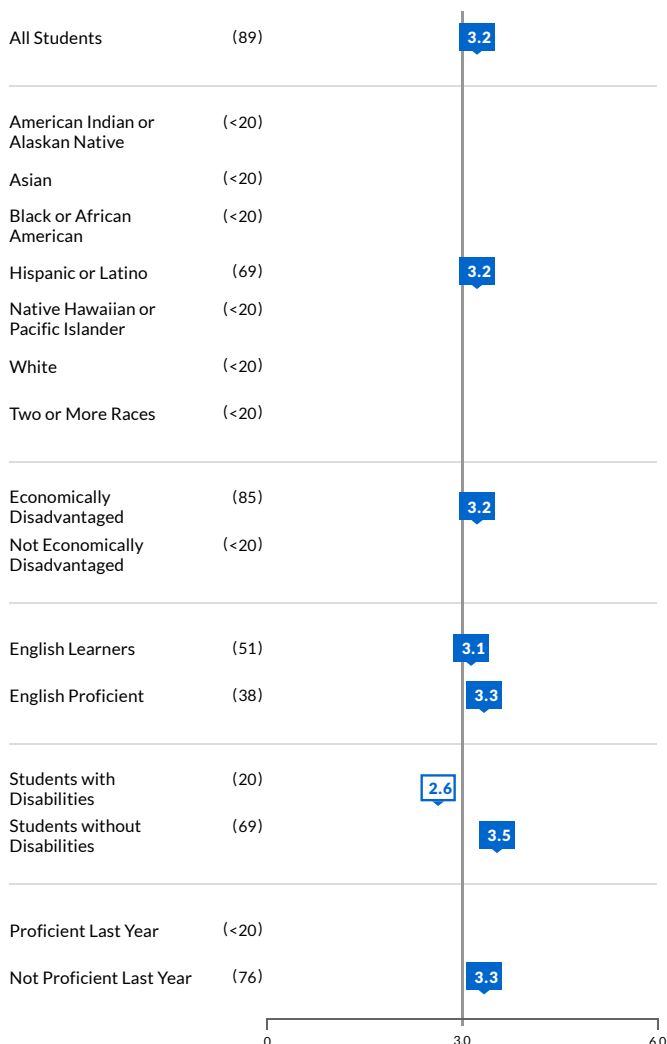 All Students (89) 3.2
American Indian or (<20)
Alaskan Native
Asian (<20)
Black or African (<20)
American
Hispanic or Latino (69) 3.2
Native Hawaiian or (<20)
Pacific Islander
White (<20)
Two or More Races (<20)
Economically (85) 3.2
Disadvantaged
Not Economically (<20)
Disadvantaged
English Learners (51) 3.1
English Proficient (38) 3.3
Students with (20) 2.6
Disabilities
Students without (69) 3.5
Disabilities
Proficient Last Year (<20)
Not Proficient Last Year (76) 3.3
0 3.0 6.0